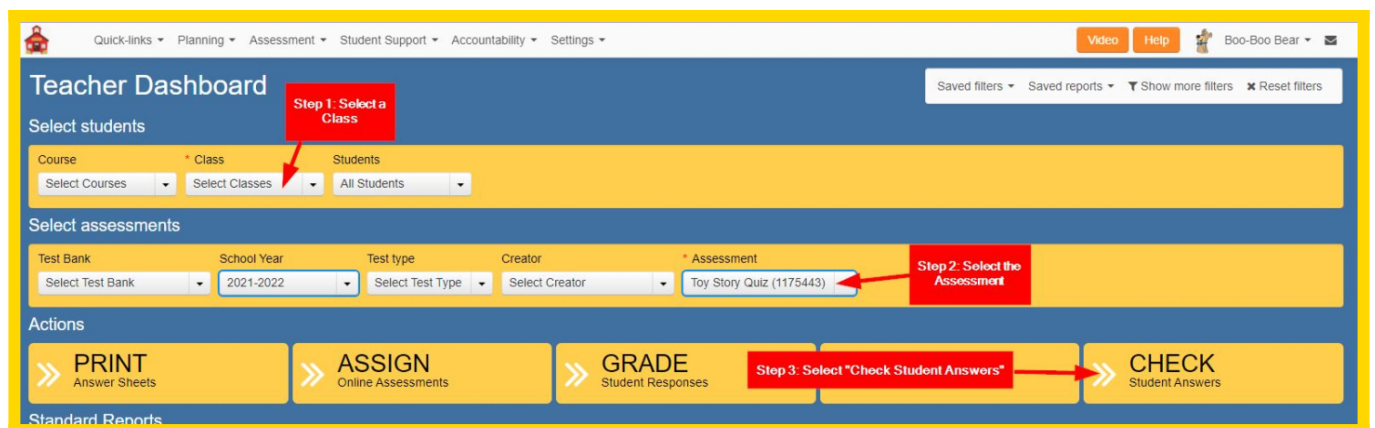 Quick-links Planning Assessment Student Support Accountability Settings Video Help Boo-Boo Bear
Teacher Dashboard
Saved filters Saved reports Show more filters Reset filters
Step 1: Select a
Class
Select students
Course * Class Students
Select Courses Select Classes All Students
Select assessments
Test Bank School Year Test type Creator * Assessment
Select Test Bank 2021-2022 Select Test Type Select Creator Toy Story Quiz (1175443)
Step 2: Select the
Assessment
Actions
PRINT
Answer Sheets
ASSIGN
Online Assessments
GRADE
Student Responses
Step 3: Select "Check Student Answers"
CHECK
Student Answers
Standard Reports